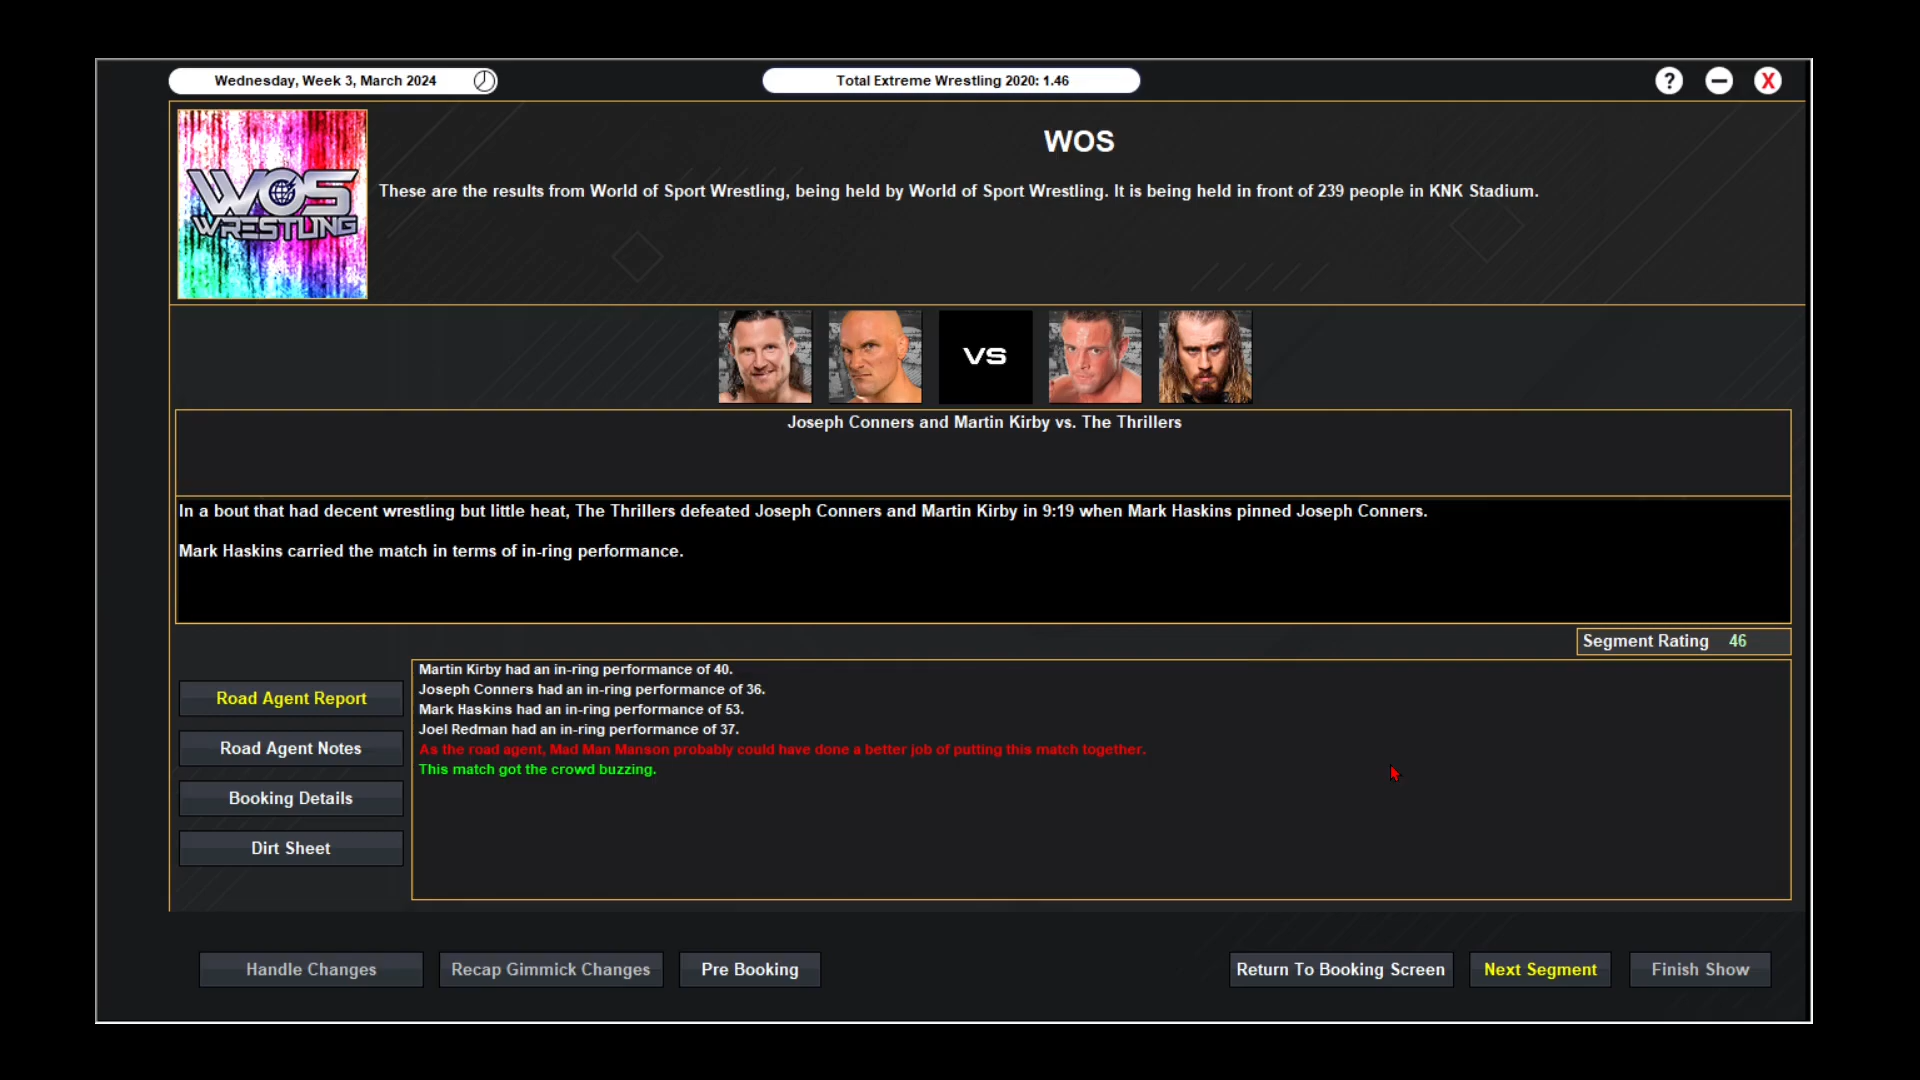 Wednesday, Week 3, March 2024
Total Extreme Wrestling 2020: 1.46
?
X
WOS
WRESTLING
WOS
These are the results from World of Sport Wrestling, being held by World of Sport Wrestling. It is being held in front of 239 people in KNK Stadium.
VS
Joseph Conners and Martin Kirby vs. The Thrillers
In a bout that had decent wrestling but little heat, The Thrillers defeated Joseph Conners and Martin Kirby in 9:19 when Mark Haskins pinned Joseph Conners.
Mark Haskins carried the match in terms of in-ring performance.
Segment Rating 46
Road Agent Report
Road Agent Notes
Booking Details
Dirt Sheet
Martin Kirby had an in-ring performance of 40.
Joseph Conners had an in-ring performance of 36.
Mark Haskins had an in-ring performance of 53.
Joel Redman had an in-ring performance of 37.
As the road agent, Mad Man Manson probably could have done a better job of putting this match together.
This match got the crowd buzzing.
Handle Changes
Recap Gimmick Changes
Pre Booking
Return To Booking Screen
Next Segment
Finish Show